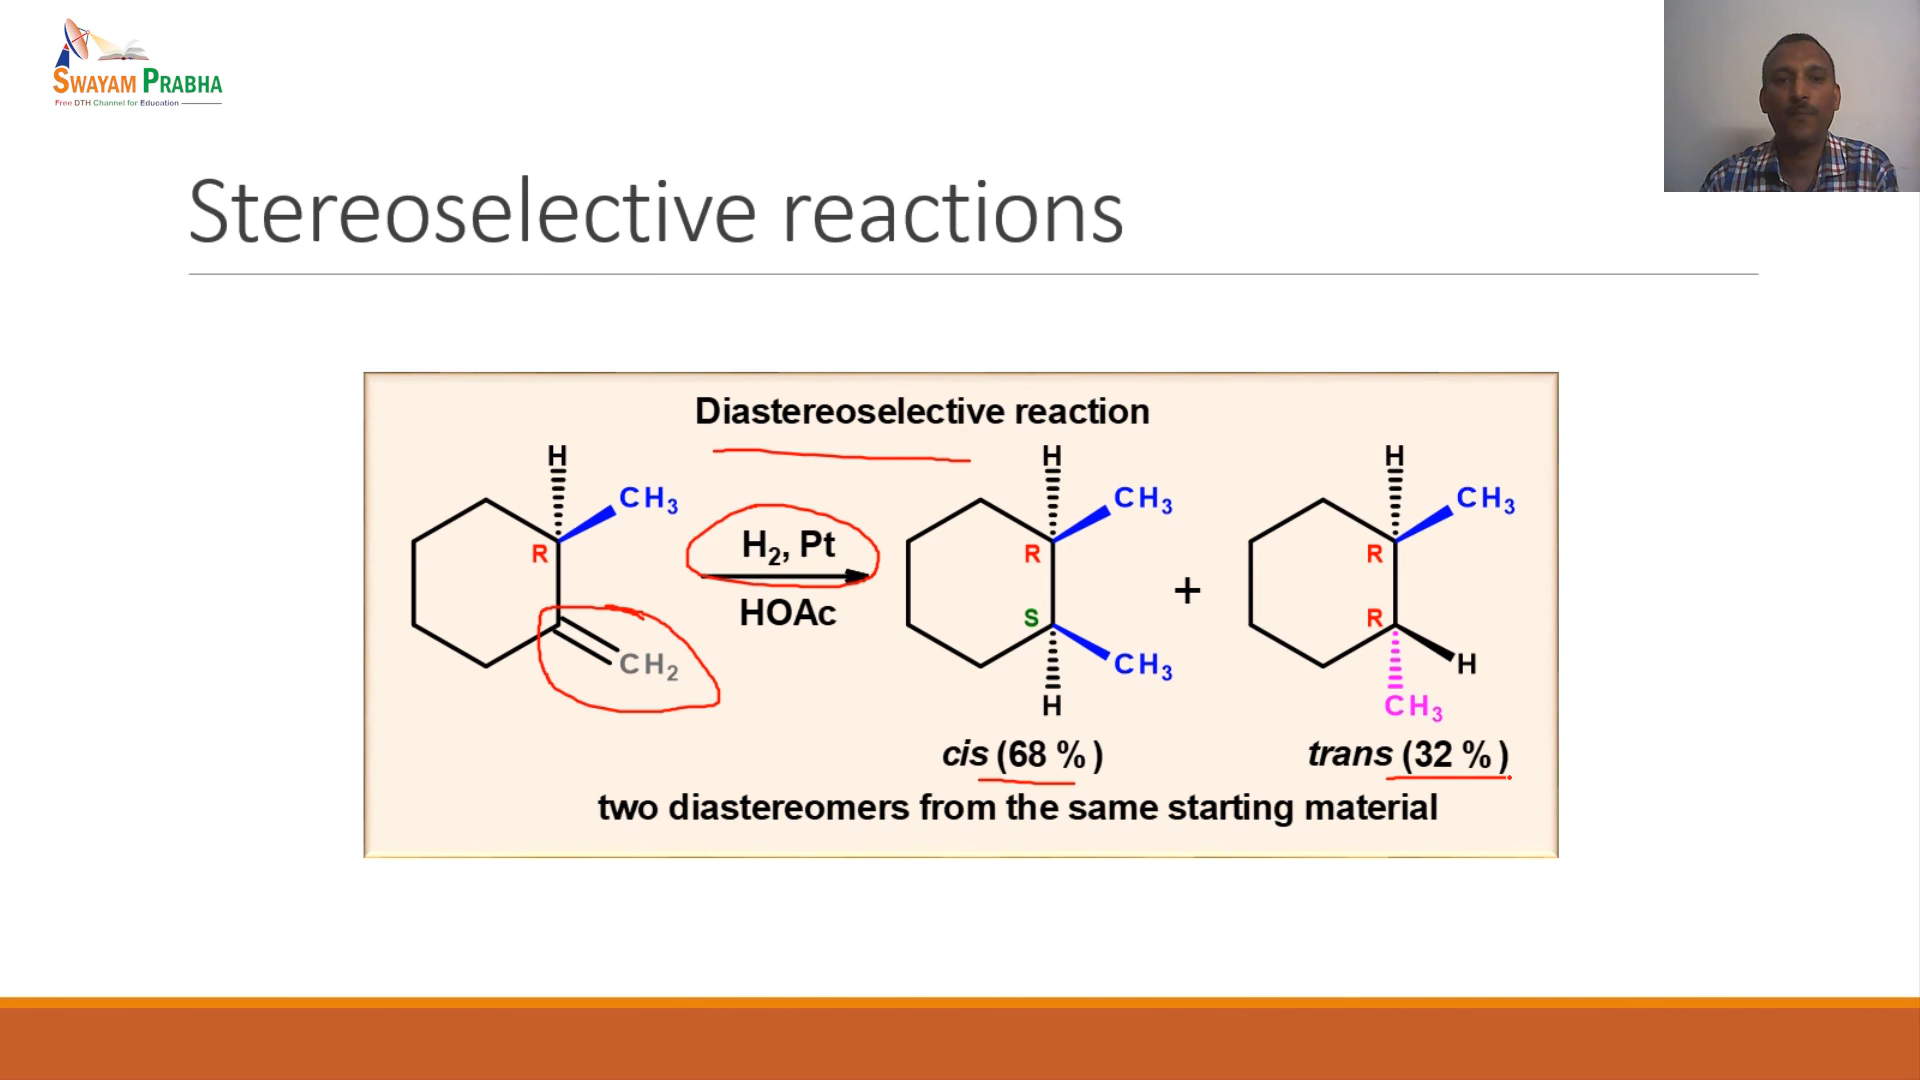 SWAYAM PRABHA
Free DTH Channel for Education
Stereoselective reactions
Diastereoselective reaction
H H H
CH3 CH3 CH3
R H2, Pt R R
HOAc + S R
CH2 CH3 H
H CH3
cis (68 %) trans (32 %)
two diastereomers from the same starting material